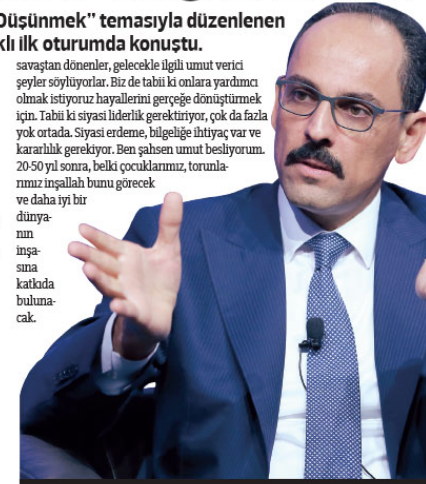 Düşünmek” temasıyla düzenlenen
klı ilk oturumda konuştu.
savaştan dönenler, gelecekle ilgili umut verici
şeyler söylüyorlar. Biz de tabii ki onlara yardımcı
olmak istiyoruz hayallerini gerçeğe dönüştürmek
için. Tabii ki siyasi liderlik gerektiriyor, çok da fazla
yok ortada. Siyasi erdeme, bilgeliğe ihtiyaç var ve
kararlılık gerekiyor. Ben şahsen umut besliyorum.
20-50 yıl sonra, belki çocuklarımız, torunla-
rımız inşallah bunu görecek
ve daha iyi bir
dünya-
nın
inşa-
sına
katkıda
buluna-
cak.